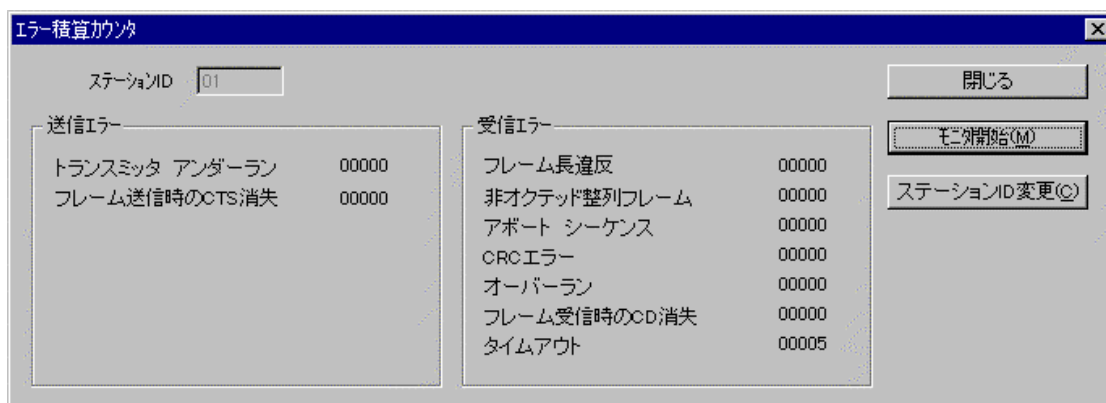 エラー積算カウンタ
ステーションID 01
閉じる
モニタ開始(M)
ステーションID変更(C)
送信エラー
トランスミッタ アンダーラン 00000
フレーム送信時のCTS消失 00000
受信エラー
フレーム長違反 00000
非オクテッド整列フレーム 00000
アボート シーケンス 00000
CRCエラー 00000
オーバーラン 00000
フレーム受信時のCD消失 00000
タイムアウト 00005